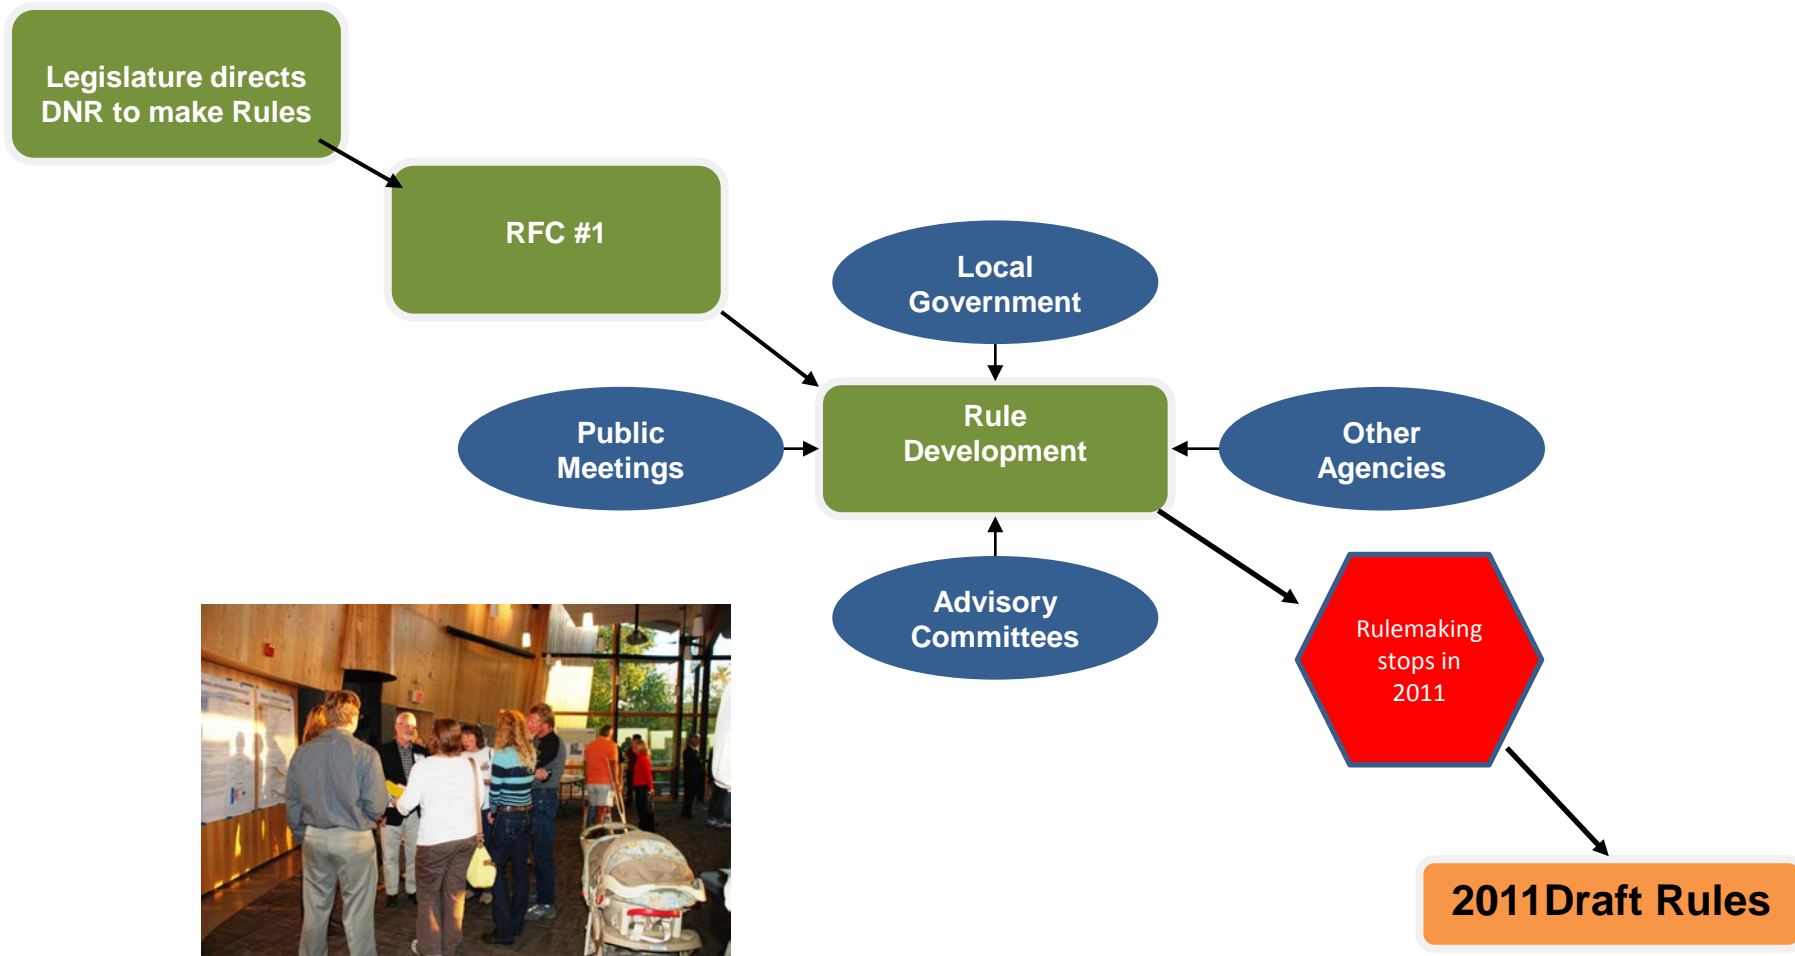 Legislature directs
DNR to make Rules
RFC #1
Local
Government
Public
Meetings
Rule
Development
Other
Agencies
Advisory
Committees
Rulemaking
stops in
2011
2011Draft Rules